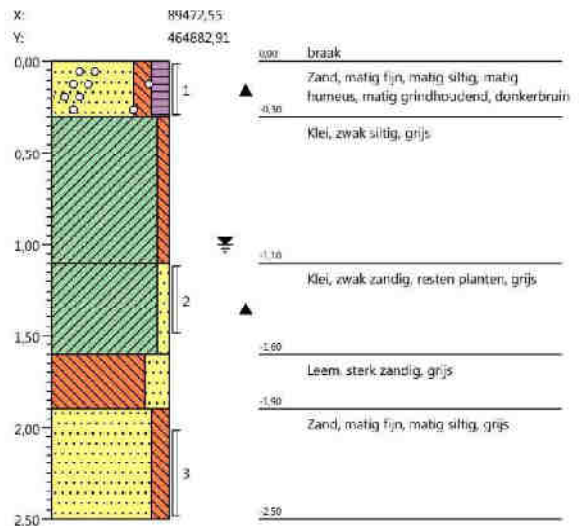 X: 89472,55
Y: 464882,91
0,00
0,50
1,00
1,50
2,00
2,50
1
2
3
0,00 braak
Zand, matig fijn, matig siltig, matig
humeus, matig grindhoudend, donkerbruin
-0,30
Klei, zwak siltig, grijs
-1,10
Klei, zwak zandig, resten planten, grijs
-1,60
Leem, sterk zandig, grijs
-1,90
Zand, matig fijn, matig siltig, grijs
-2,50